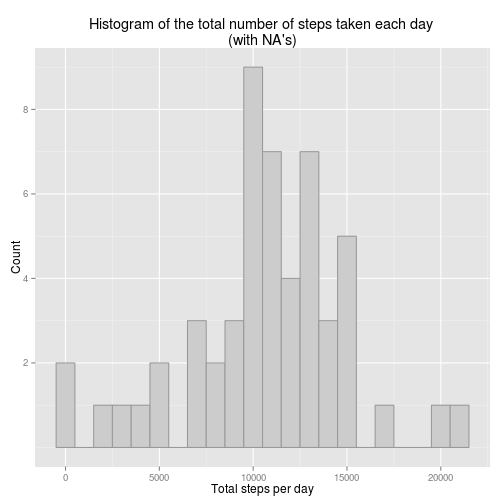 Histogram of the total number of steps taken each day
(with NA's)
8
6
4
2
Count
0 5000 10000 15000 20000
Total steps per day